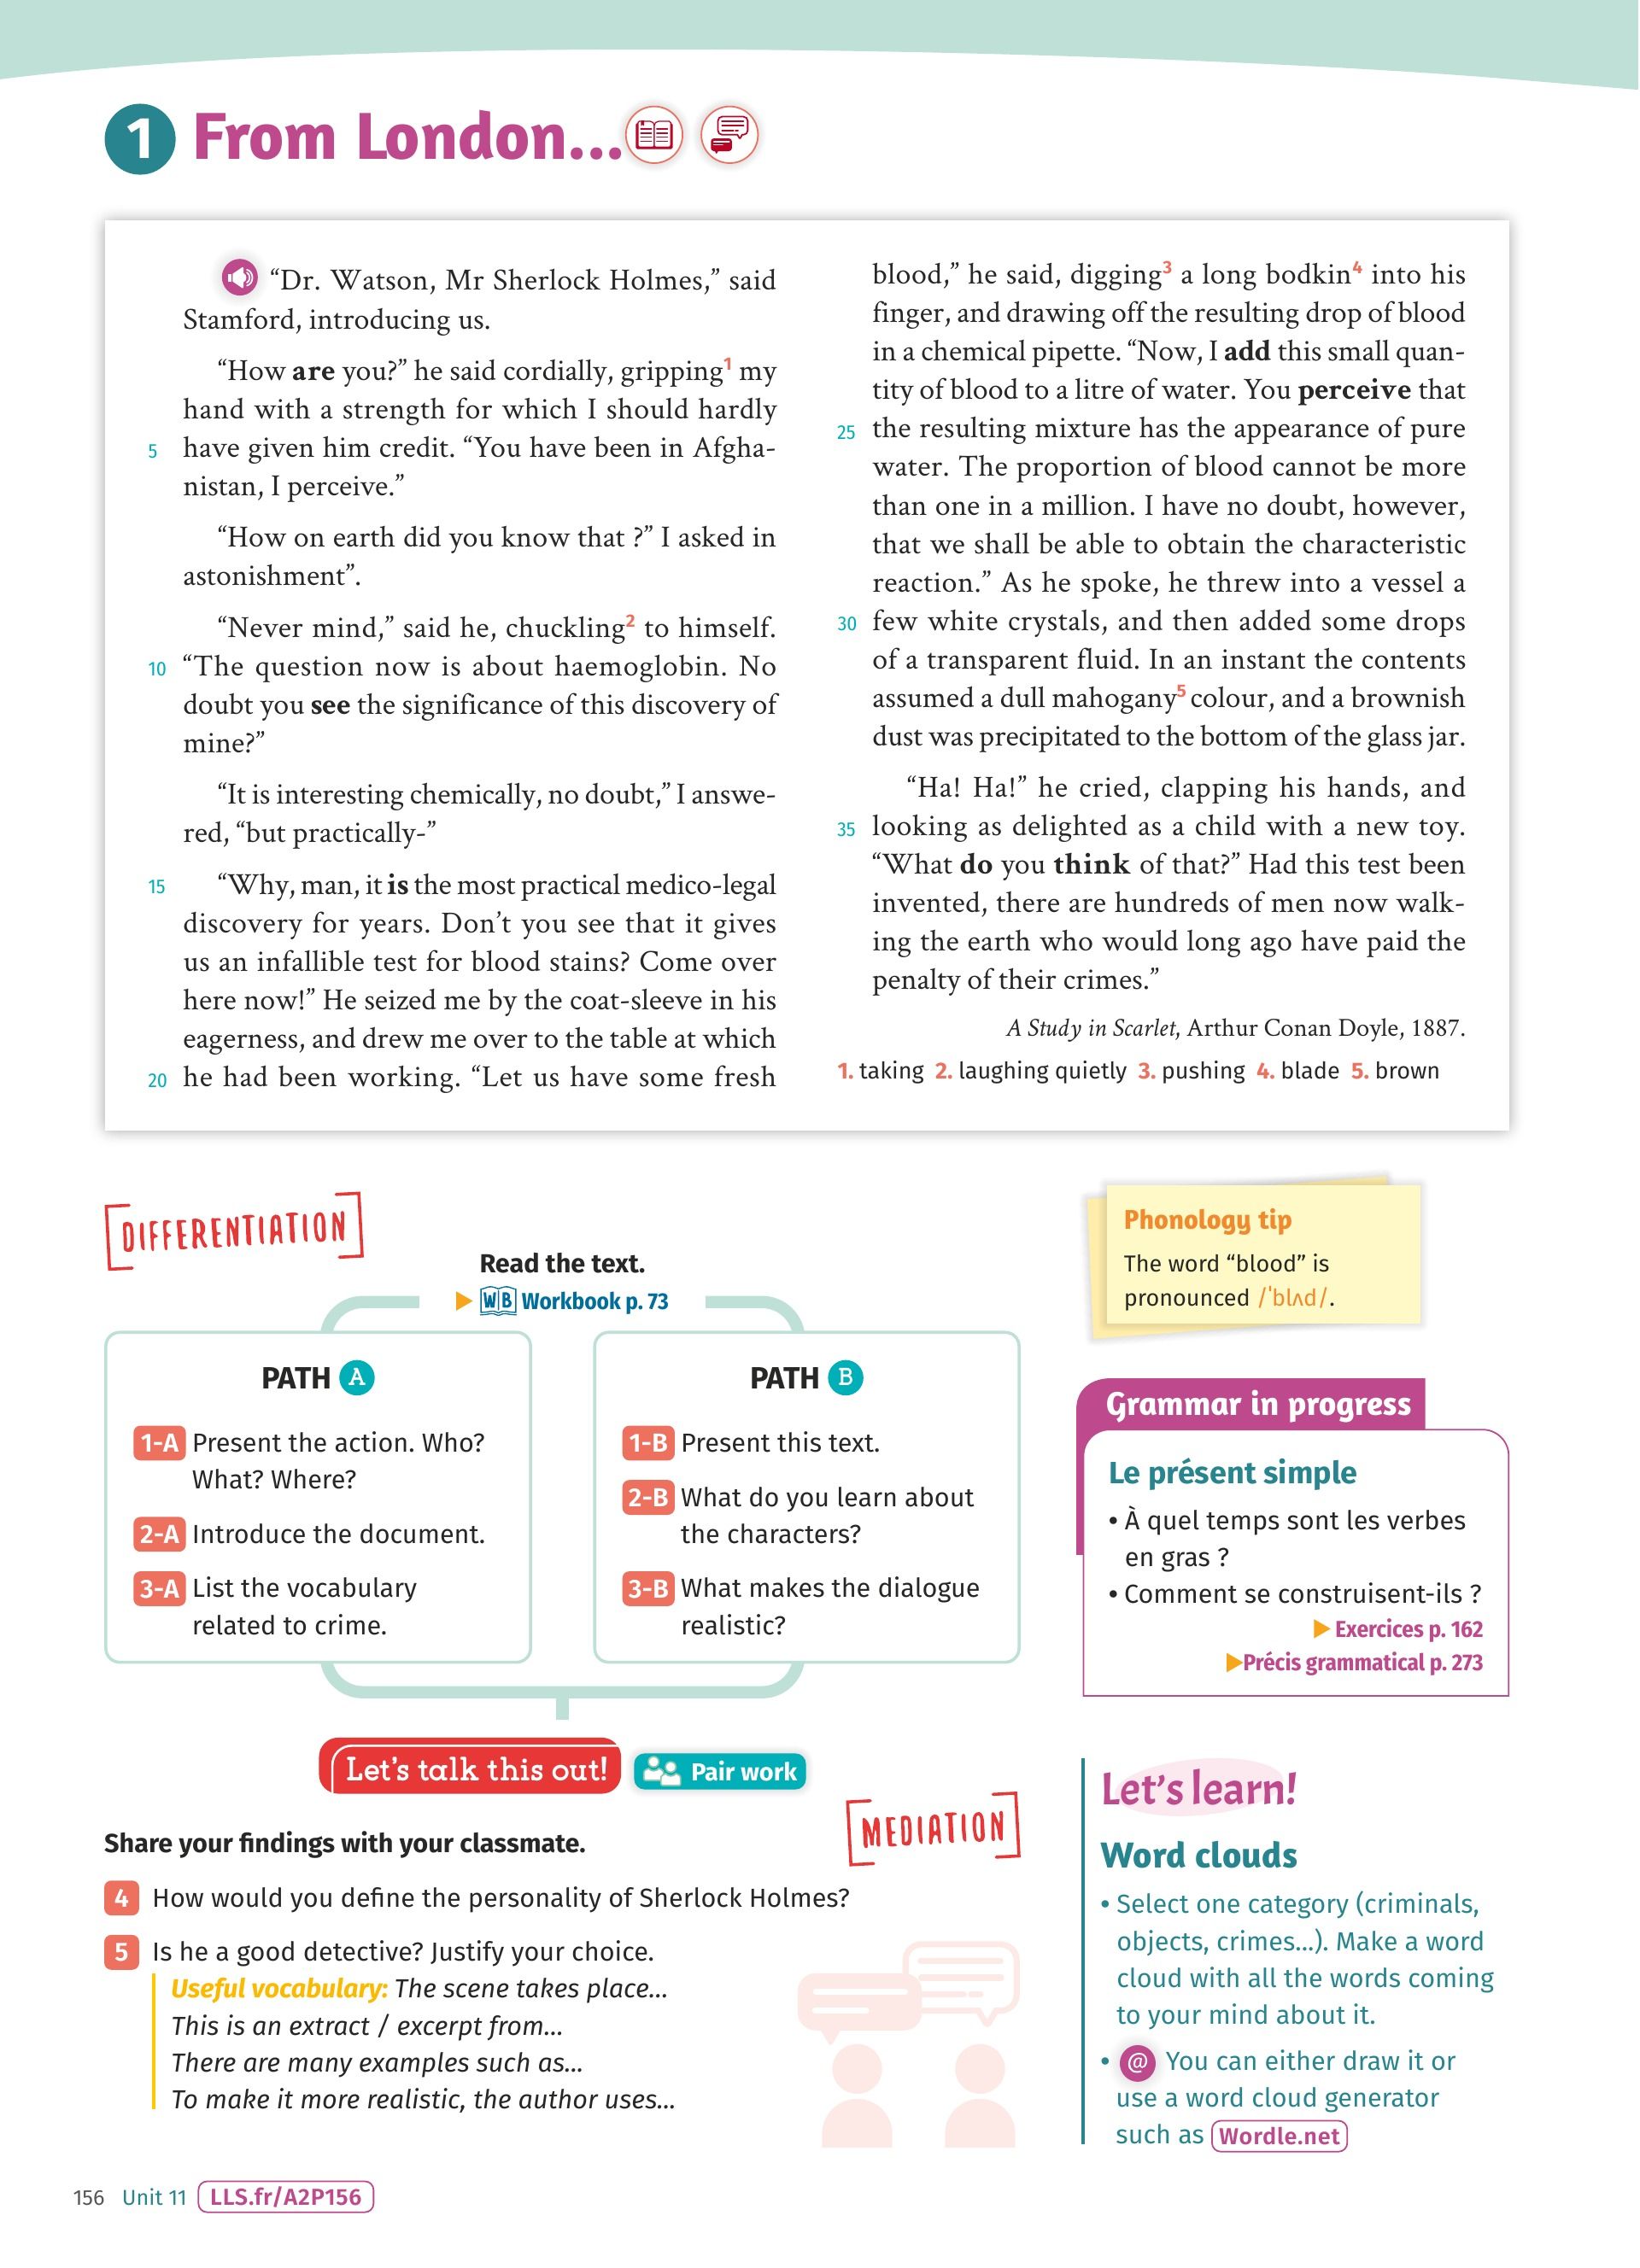 1 From London...
“Dr. Watson, Mr Sherlock Holmes,” said
Stamford, introducing us.
“How are you?” he said cordially, gripping1 my
hand with a strength for which I should hardly
5 have given him credit. “You have been in Afgha-
nistan, I perceive.”
“How on earth did you know that ?” I asked in
astonishment”.
“Never mind,” said he, chuckling2 to himself.
10 “The question now is about haemoglobin. No
doubt you see the significance of this discovery of
mine?”
“It is interesting chemically, no doubt,” I answe-
red, “but practically-”
15 “Why, man, it is the most practical medico-legal
discovery for years. Don’t you see that it gives
us an infallible test for blood stains? Come over
here now!” He seized me by the coat-sleeve in his
eagerness, and drew me over to the table at which
20 he had been working. “Let us have some fresh
blood,” he said, digging3 a long bodkin4 into his
finger, and drawing off the resulting drop of blood
in a chemical pipette. “Now, I add this small quan-
tity of blood to a litre of water. You perceive that
25 the resulting mixture has the appearance of pure
water. The proportion of blood cannot be more
than one in a million. I have no doubt, however,
that we shall be able to obtain the characteristic
reaction.” As he spoke, he threw into a vessel a
30 few white crystals, and then added some drops
of a transparent fluid. In an instant the contents
assumed a dull mahogany5 colour, and a brownish
dust was precipitated to the bottom of the glass jar.
“Ha! Ha!” he cried, clapping his hands, and
35 looking as delighted as a child with a new toy.
“What do you think of that?” Had this test been
invented, there are hundreds of men now walk-
ing the earth who would long ago have paid the
penalty of their crimes.”
A Study in Scarlet, Arthur Conan Doyle, 1887.
1. taking 2. laughing quietly 3. pushing 4. blade 5. brown
DIFFERENTIATION
Read the text.
WB Workbook p. 73
PATH A
1-A Present the action. Who?
What? Where?
2-A Introduce the document.
3-A List the vocabulary
related to crime.
PATH B
1-B Present this text.
2-B What do you learn about
the characters?
3-B What makes the dialogue
realistic?
Phonology tip
The word “blood” is
pronounced /ˈblʌd/.
Grammar in progress
Le présent simple
• À quel temps sont les verbes
en gras ?
• Comment se construisent-ils ?
Exercices p. 162
Précis grammatical p. 273
Let’s talk this out! Pair work
MEDIATION
Share your findings with your classmate.
4 How would you define the personality of Sherlock Holmes?
5 Is he a good detective? Justify your choice.
Useful vocabulary: The scene takes place...
This is an extract / excerpt from...
There are many examples such as...
To make it more realistic, the author uses...
Let’s learn!
Word clouds
• Select one category (criminals,
objects, crimes...). Make a word
cloud with all the words coming
to your mind about it.
• @ You can either draw it or
use a word cloud generator
such as Wordle.net
156 Unit 11 LLS.fr/A2P156